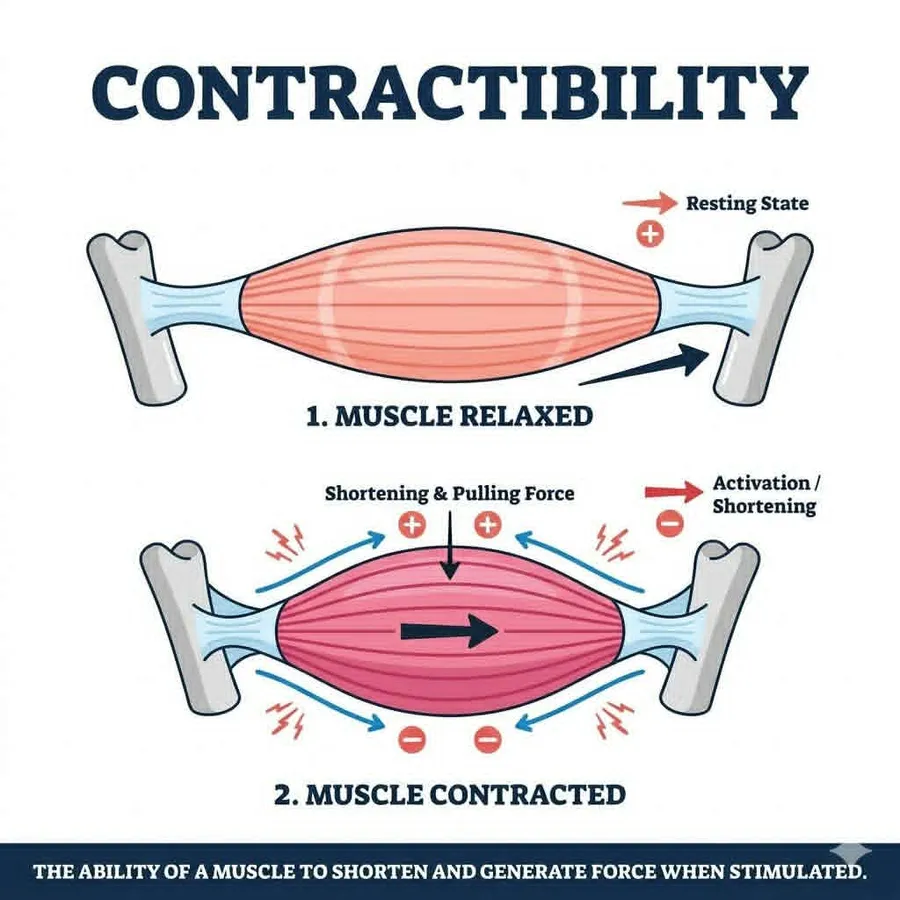 CONTRACTIBILITY
Resting State
1. MUSCLE RELAXED
Shortening & Pulling Force
Activation /
Shortening
2. MUSCLE CONTRACTED
THE ABILITY OF A MUSCLE TO SHORTEN AND GENERATE FORCE WHEN STIMULATED.